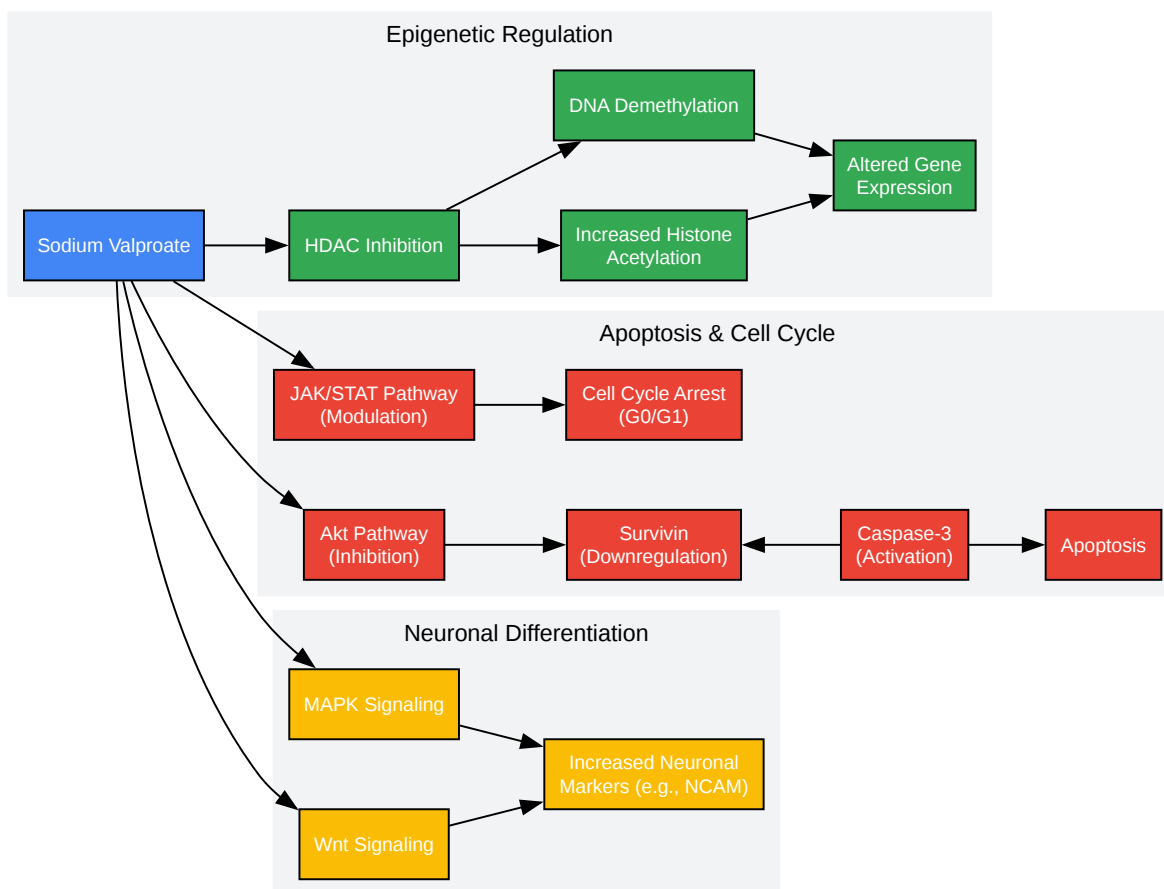 Epigenetic Regulation
DNA Demethylation
Altered Gene
Expression
Sodium Valproate
HDAC Inhibition
Increased Histone
Acetylation
Apoptosis & Cell Cycle
JAK/STAT Pathway
(Modulation)
Cell Cycle Arrest
(G0/G1)
Akt Pathway
(Inhibition)
Survivin
(Downregulation)
Caspase-3
(Activation)
Apoptosis
Neuronal Differentiation
MAPK Signaling
Increased Neuronal
Markers (e.g., NCAM)
Wnt Signaling